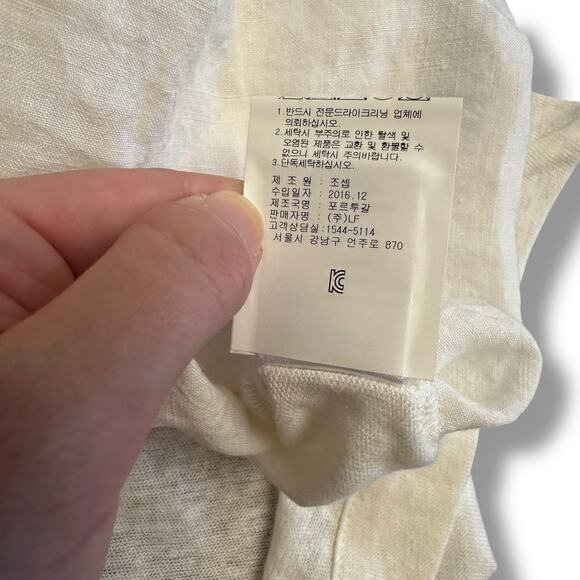 1.반드시 전문드라이크리닝 업체에
의뢰하십시오.
2.세탁시 부주의로 인한 탈색 및
오염된 제품은 교환 및 환불할 수
없으니 세탁시 주의바랍니다.
3.단독세탁하십시오.
제 조 원 : 조셉
수입일자 : 2016.12
제조국명 : 포르투갈
판매자명 : (주)LF
고객상담실:1544-5114
서울시 강남구 언주로 870